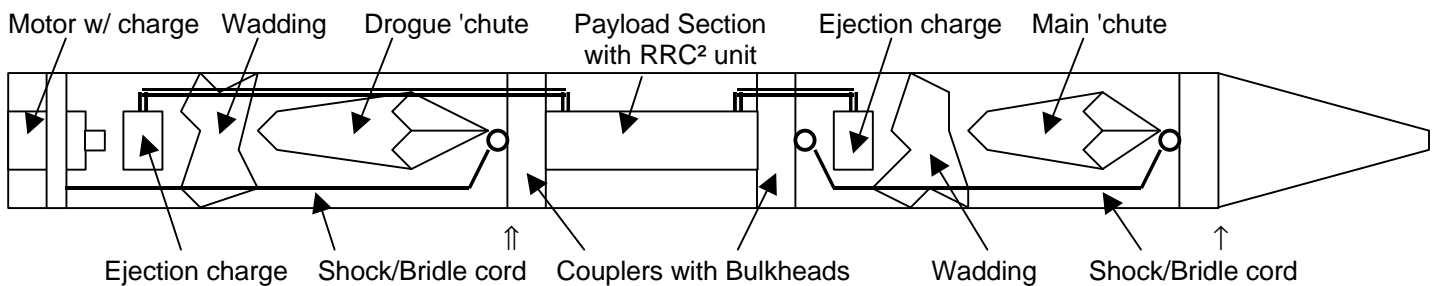 Motor w/ charge Wadding Drogue 'chute Payload Section Ejection charge Main 'chute
with RRC² unit
⇑ ↑
Ejection charge Shock/Bridle cord Couplers with Bulkheads Wadding Shock/Bridle cord